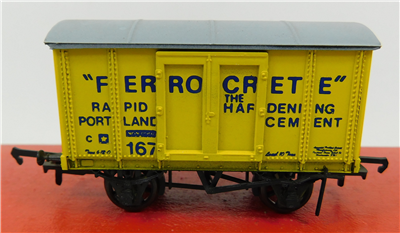 "FERROCRETE"
RAPID THE HARDENING
PORTLAND CEMENT
C 167